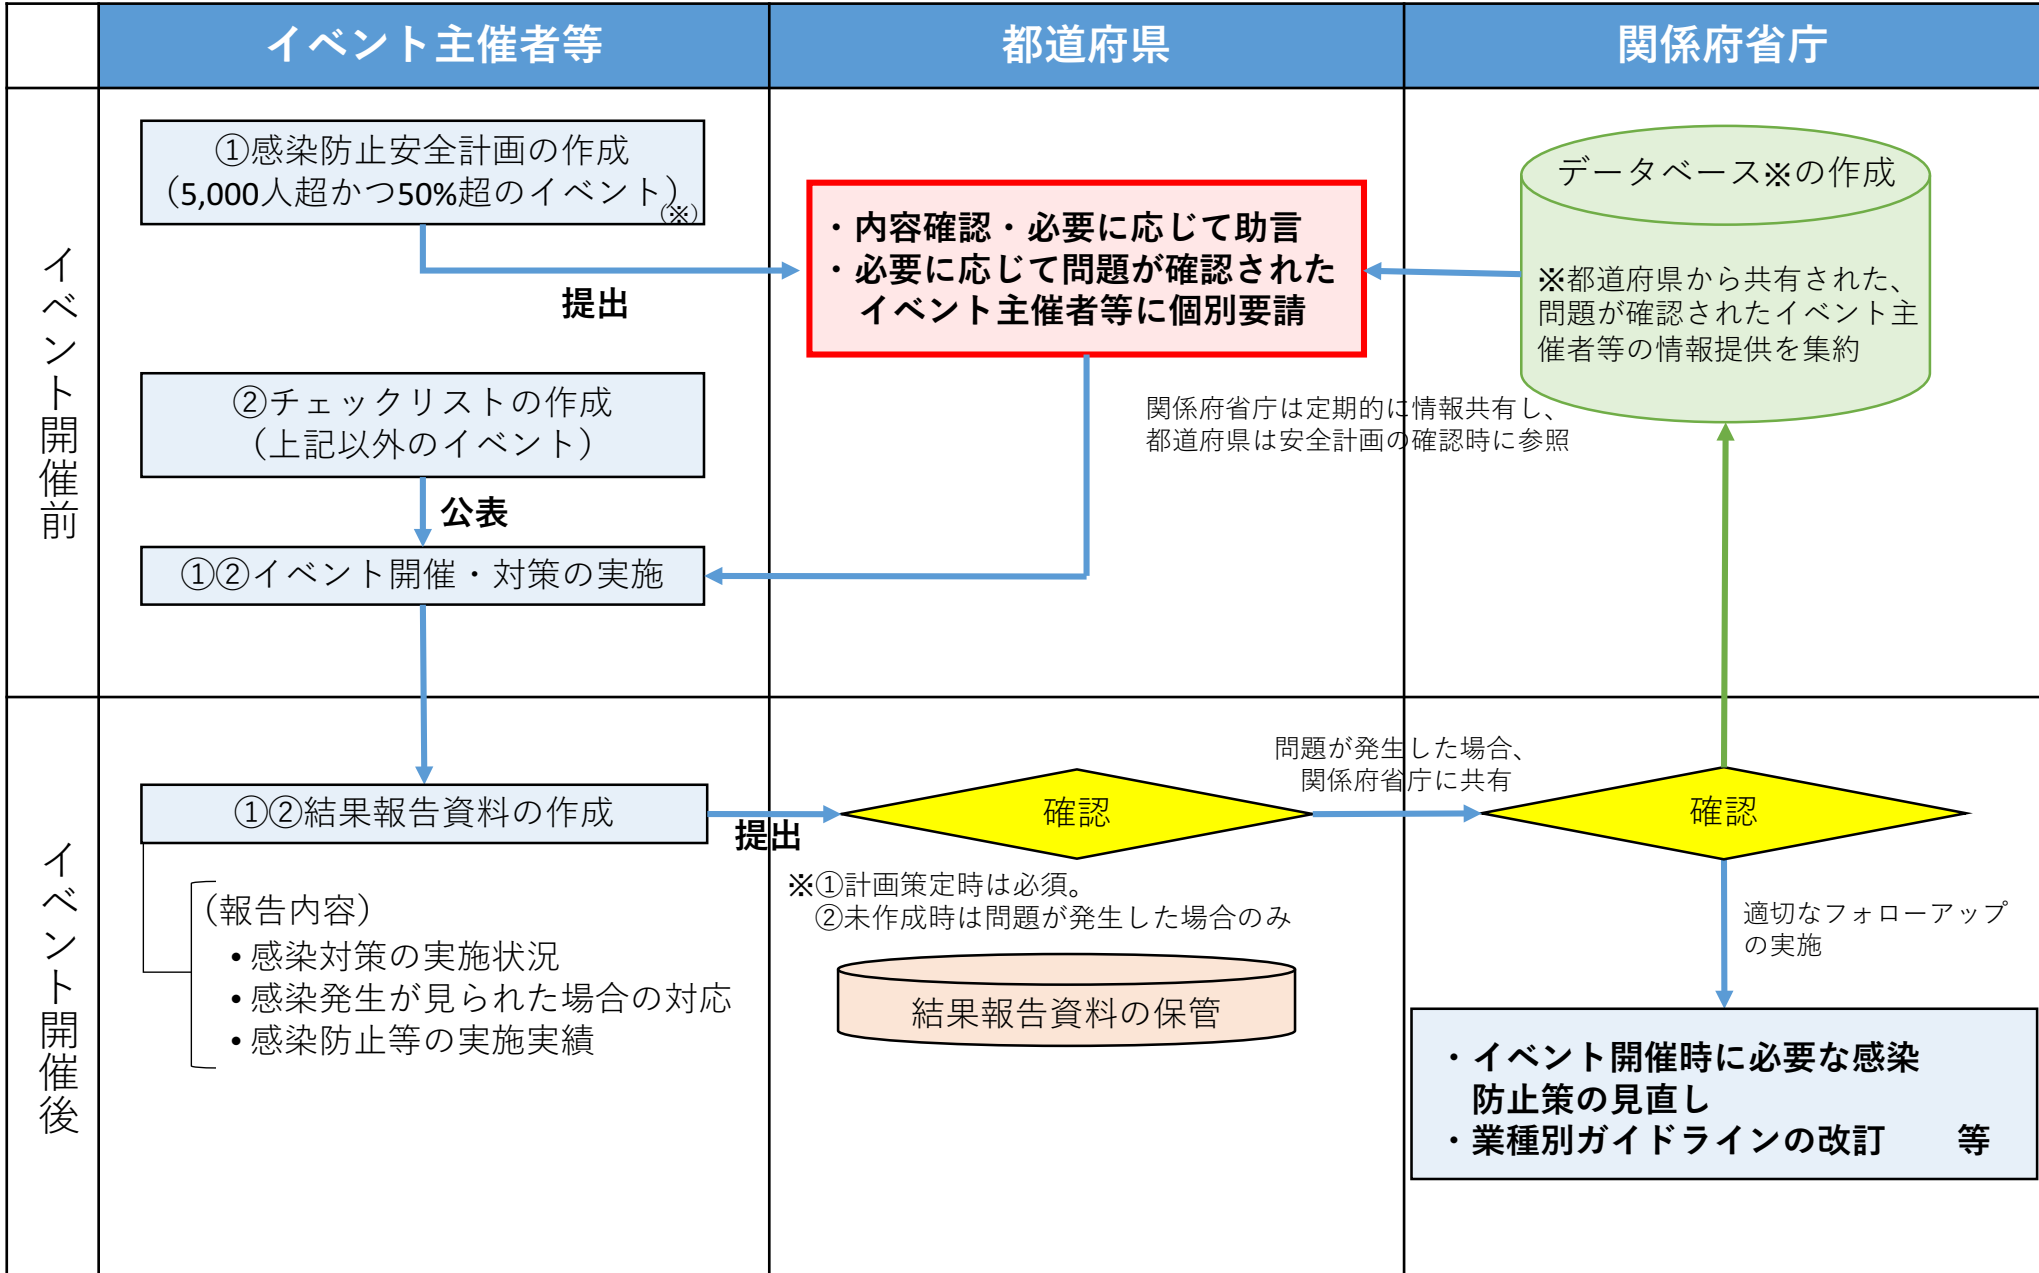 イベント主催者等
都道府県
関係府省庁
イベント開催前
①感染防止安全計画の作成
（5,000人超かつ50%超のイベント）
（※）
提出
②チェックリストの作成
（上記以外のイベント）
公表
①②イベント開催・対策の実施
・内容確認・必要に応じて助言
・必要に応じて問題が確認された
イベント主催者等に個別要請
データベース※の作成
※都道府県から共有された、
問題が確認されたイベント主
催者等の情報提供を集約
関係府省庁は定期的に情報共有し、
都道府県は安全計画の確認時に参照
イベント開催後
①②結果報告資料の作成
提出
（報告内容）
• 感染対策の実施状況
• 感染発生が見られた場合の対応
• 感染防止等の実施実績
確認
※①計画策定時は必須。
②未作成時は問題が発生した場合のみ
結果報告資料の保管
問題が発生した場合、
関係府省庁に共有
確認
適切なフォローアップ
の実施
・イベント開催時に必要な感染
防止策の見直し
・業種別ガイドラインの改訂　　等